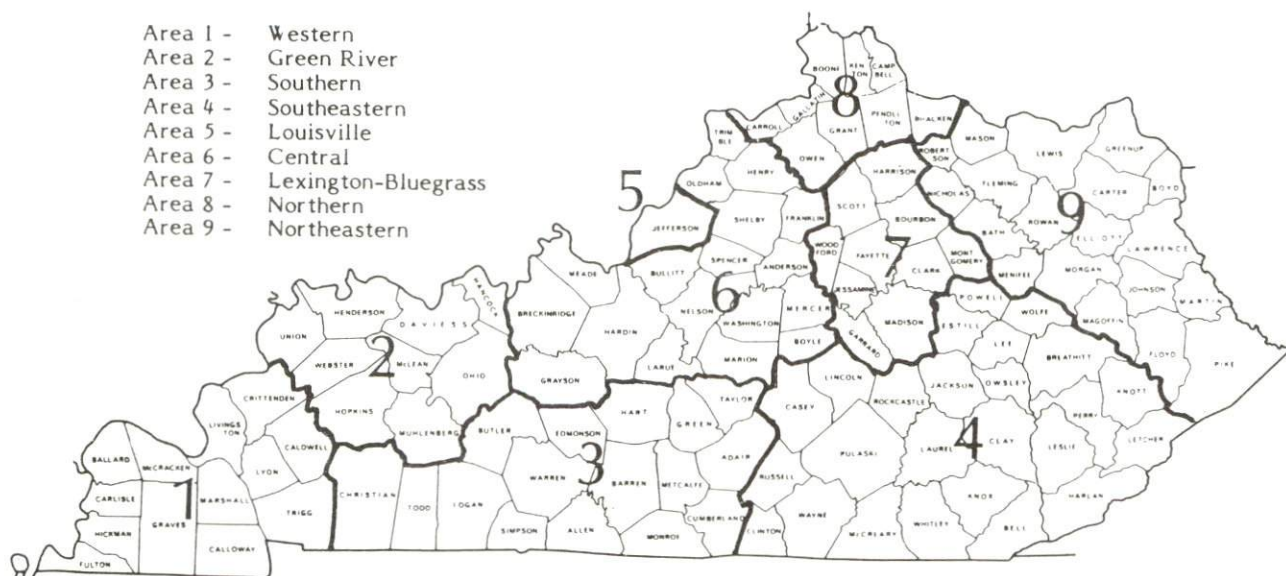 Area 1 - Western
Area 2 - Green River
Area 3 - Southern
Area 4 - Southeastern
Area 5 - Louisville
Area 6 - Central
Area 7 - Lexington-Bluegrass
Area 8 - Northern
Area 9 - Northeastern
BOONE
KEN TON
CAMP BELL
8
GALLATIN
CARROLL
GRANT
PENDLETON
BRACKEN
TRIM BLE
OWEN
MASON
LEWIS
GREENUP
ROBERT SON
HARRISON
HENRY
OLDHAM
5
NICHOLAS
FLEMING
CARTER
BOYD
SCOTT
SHELBY
FRANKLIN
JEFFERSON
BOURBON
ROWAN
9
BATH
ELLIOTT
WOOD FORD
FAYETTE
7
LAWRENCE
MEADE
BULLITT
SPENCER
ANDERSON
CLARK
MONT GOMERY
MENIFEE
MORGAN
HANCOCK
JESSAMINE
JOHNSON
MARTIN
HENDERSON
BRECKINRIDGE
NELSON
6
MERCER
POWELL
WOLFE
MAGOFFIN
DAVIESS
HARDIN
WASHINGTON
MADISON
ESTILL
UNION
GARRARD
LEE
BREATHITT
FLOYD
PIKE
WEBSTER
2
McLEAN
OHIO
GRAYSON
LARUE
MARION
BOYLE
LINCOLN
JACKSON
OWSLEY
KNOTT
CRITTENDEN
HOPKINS
MUHLENBERG
BUTLER
EDMONSON
HART
GREEN
TAYLOR
CASEY
ROCKCASTLE
PERRY
LIVINGS TON
CALDWELL
3
LAUREL
4
CLAY
LESLIE
LETCHER
BALLARD
McCRACKEN
LYON
WARREN
BARREN
METCALFE
ADAIR
PULASKI
RUSSELL
CARLISLE
1
MARSHALL
CHRISTIAN
TODD
LOGAN
KNOX
HARLAN
GRAVES
TRIGG
SIMPSON
ALLEN
MONROE
CUMBERLAND
CLINTON
WAYNE
McCREARY
WHITLEY
BELL
HICKMAN
CALLOWAY
FULTON